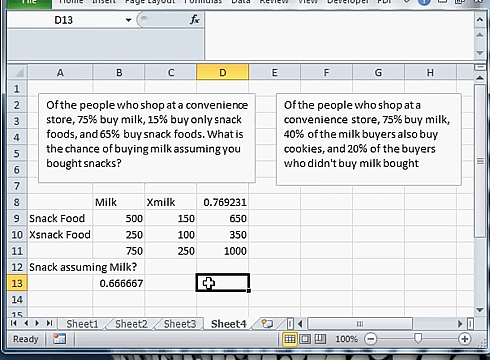 File Home Insert Page Layout Formulas Data Review View Developer PDF
D13 fx
A B C D E F G H
1
2
3
4
5
6
7
Of the people who shop at a convenience
store, 75% buy milk, 15% buy only snack
foods, and 65% buy snack foods. What is
the chance of buying milk assuming you
bought snacks?
Of the people who shop at a
convenience store, 75% buy milk,
40% of the milk buyers also buy
cookies, and 20% of the buyers
who didn't buy milk bought
8 Milk Xmilk 0.769231
9 Snack Food 500 150 650
10 Xsnack Food 250 100 350
11 750 250 1000
12 Snack assuming Milk?
13 0.666667
14
15
Sheet1 Sheet2 Sheet3 Sheet4
Ready 100%